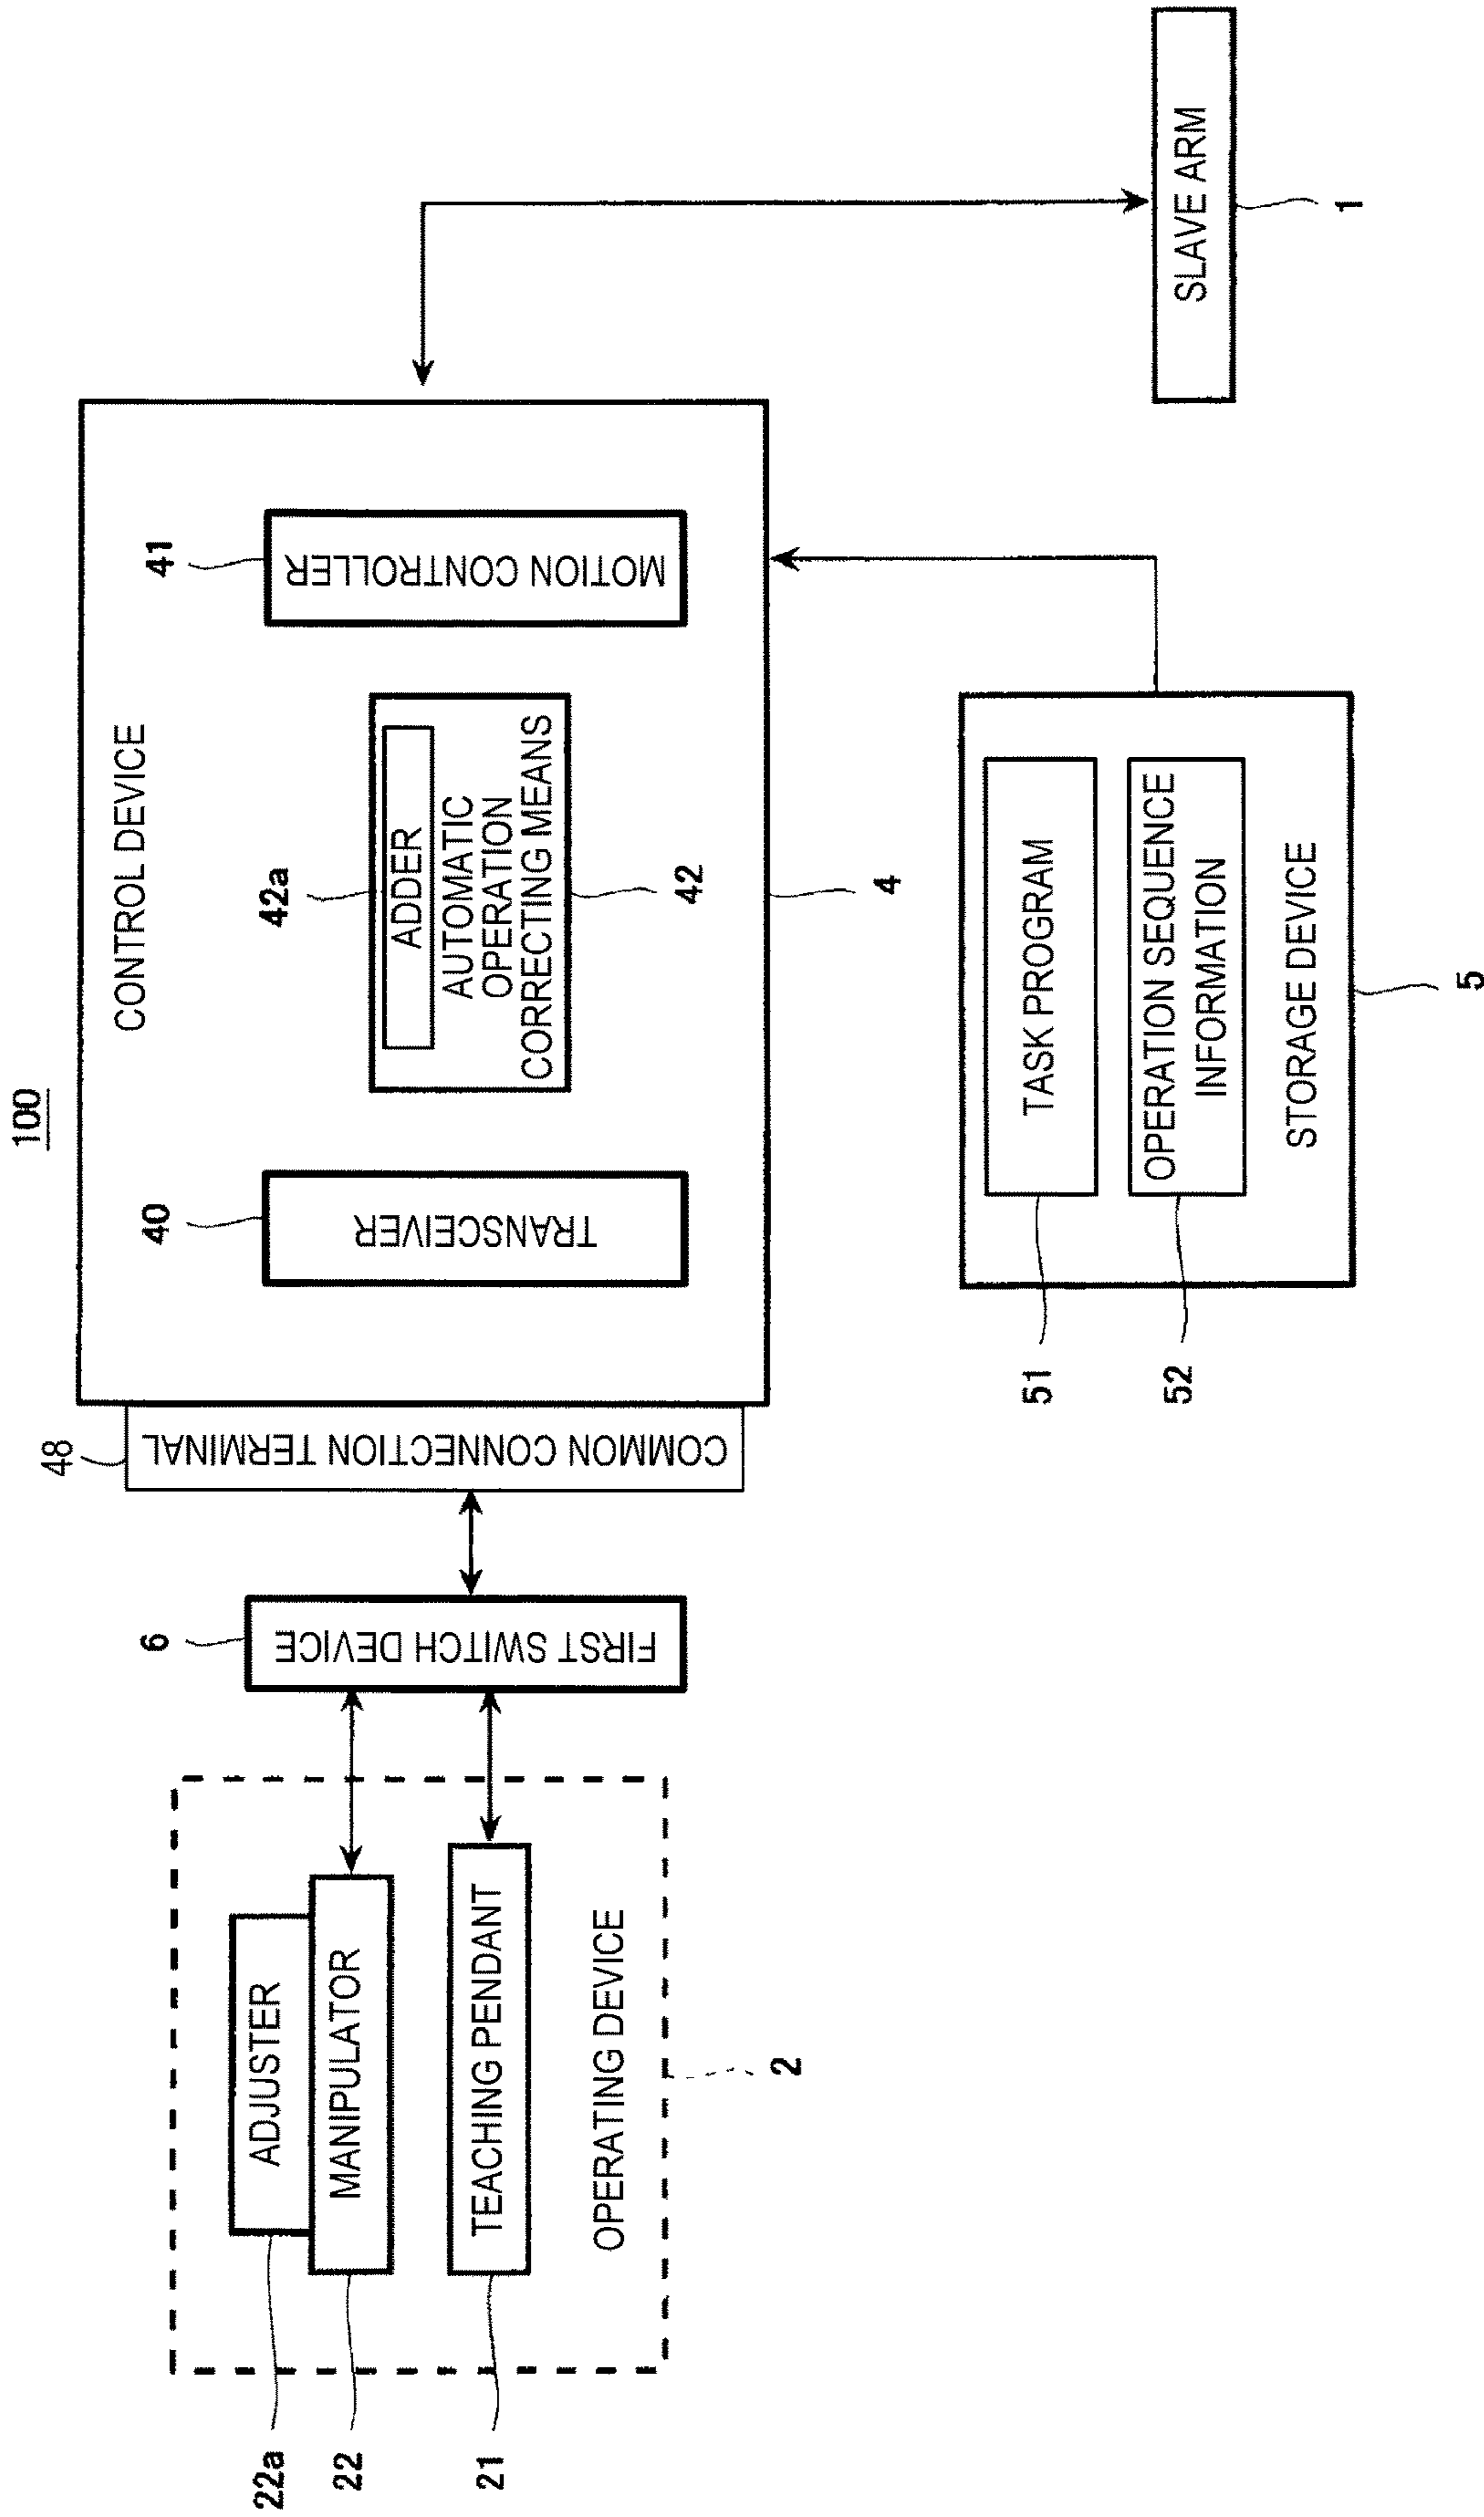 100
22a
ADJUSTER
22
MANIPULATOR
21
TEACHING PENDANT
OPERATING DEVICE
2
6
FIRST SWITCH DEVICE
48
COMMON CONNECTION TERMINAL
CONTROL DEVICE
40
TRANSCEIVER
42a
ADDER
AUTOMATIC
OPERATION
CORRECTING MEANS
42
41
MOTION CONTROLLER
4
51
TASK PROGRAM
52
OPERATION SEQUENCE
INFORMATION
STORAGE DEVICE
5
SLAVE ARM
1